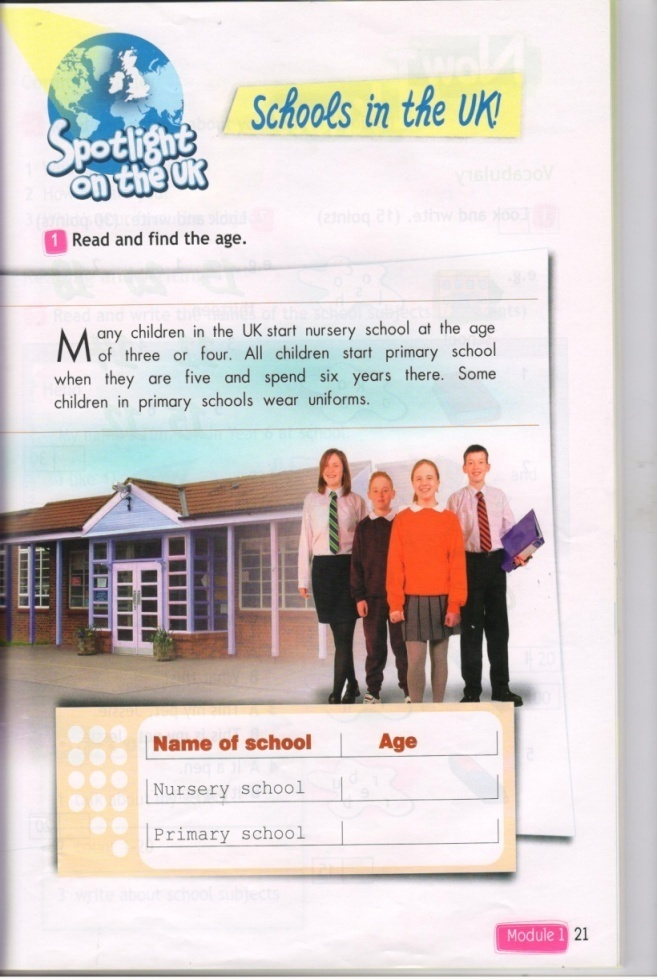 Spotlight
on the UK
Schools in the UK!
1 Read and find the age.
Many children in the UK start nursery school at the age
of three or four. All children start primary school
when they are five and spend six years there. Some
children in primary schools wear uniforms.
Name of school Age
Nursery school
Primary school
Module 1 21